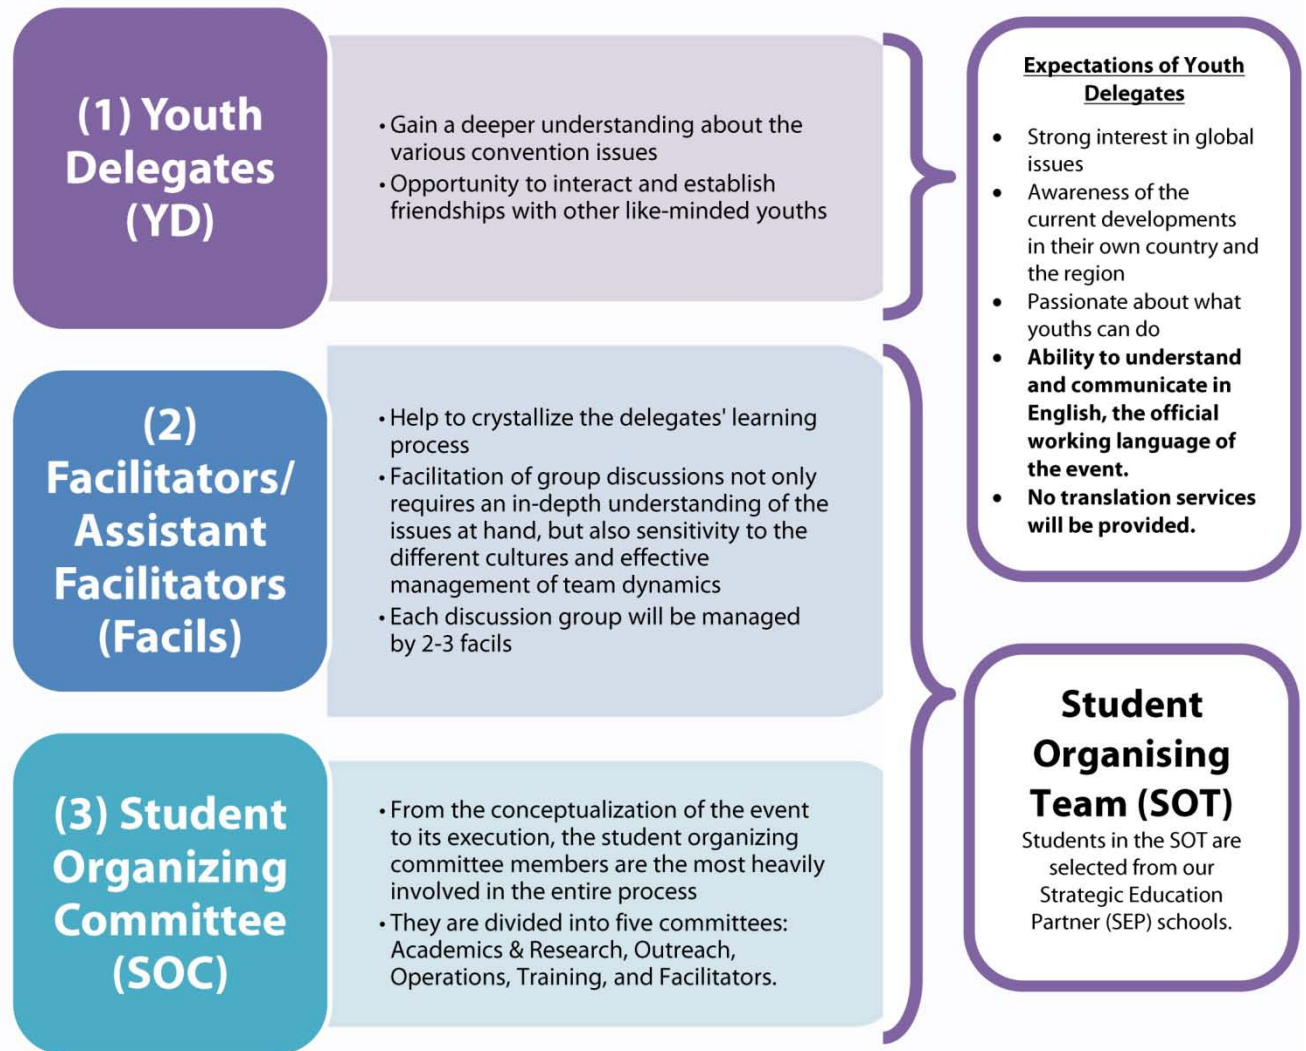 (1) Youth
Delegates
(YD)
• Gain a deeper understanding about the
various convention issues
• Opportunity to interact and establish
friendships with other like-minded youths
Expectations of Youth
Delegates
• Strong interest in global
issues
• Awareness of the
current developments
in their own country and
the region
• Passionate about what
youths can do
• Ability to understand
and communicate in
English, the official
working language of
the event.
• No translation services
will be provided.
(2)
Facilitators/
Assistant
Facilitators
(Facils)
• Help to crystallize the delegates' learning
process
• Facilitation of group discussions not only
requires an in-depth understanding of the
issues at hand, but also sensitivity to the
different cultures and effective
management of team dynamics
• Each discussion group will be managed
by 2-3 facils
(3) Student
Organizing
Committee
(SOC)
• From the conceptualization of the event
to its execution, the student organizing
committee members are the most heavily
involved in the entire process
• They are divided into five committees:
Academics & Research, Outreach,
Operations, Training, and Facilitators.
Student
Organising
Team (SOT)
Students in the SOT are
selected from our
Strategic Education
Partner (SEP) schools.